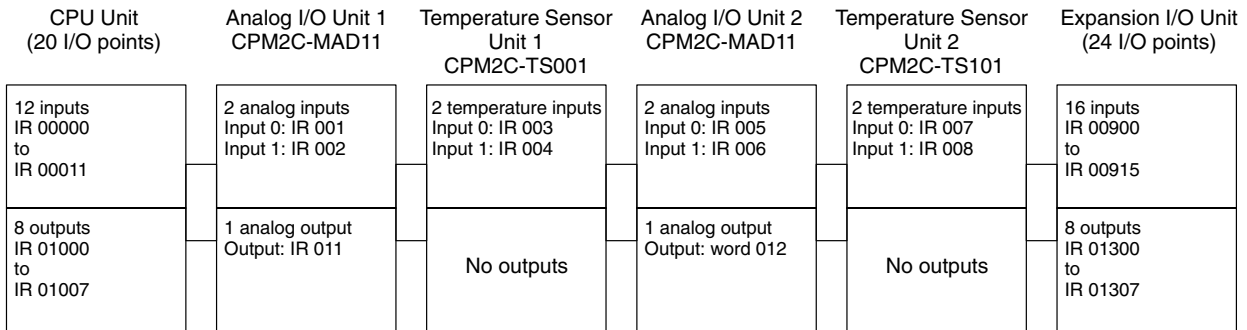 CPU Unit
(20 I/O points)
Analog I/O Unit 1
CPM2C-MAD11
Temperature Sensor
Unit 1
CPM2C-TS001
Analog I/O Unit 2
CPM2C-MAD11
Temperature Sensor
Unit 2
CPM2C-TS101
Expansion I/O Unit
(24 I/O points)
12 inputs
IR 00000
to
IR 00011
2 analog inputs
Input 0: IR 001
Input 1: IR 002
2 temperature inputs
Input 0: IR 003
Input 1: IR 004
2 analog inputs
Input 0: IR 005
Input 1: IR 006
2 temperature inputs
Input 0: IR 007
Input 1: IR 008
16 inputs
IR 00900
to
IR 00915
8 outputs
IR 01000
to
IR 01007
1 analog output
Output: IR 011
No outputs
1 analog output
Output: word 012
No outputs
8 outputs
IR 01300
to
IR 01307